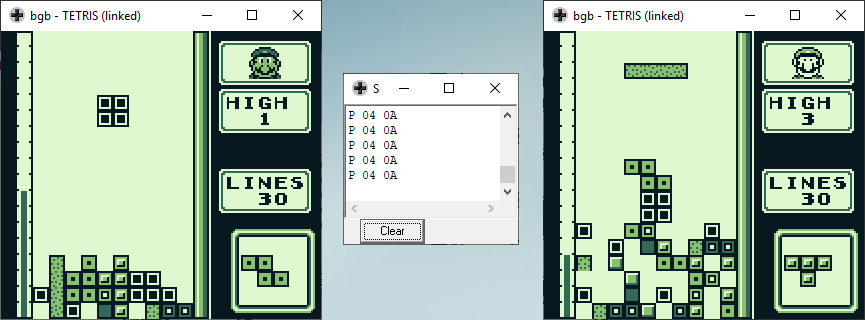 bgb - TETRIS (linked)
HIGH
1
LINES
30
S
P 04 0A
P 04 0A
P 04 0A
P 04 0A
P 04 0A
Clear
bgb - TETRIS (linked)
HIGH
3
LINES
30